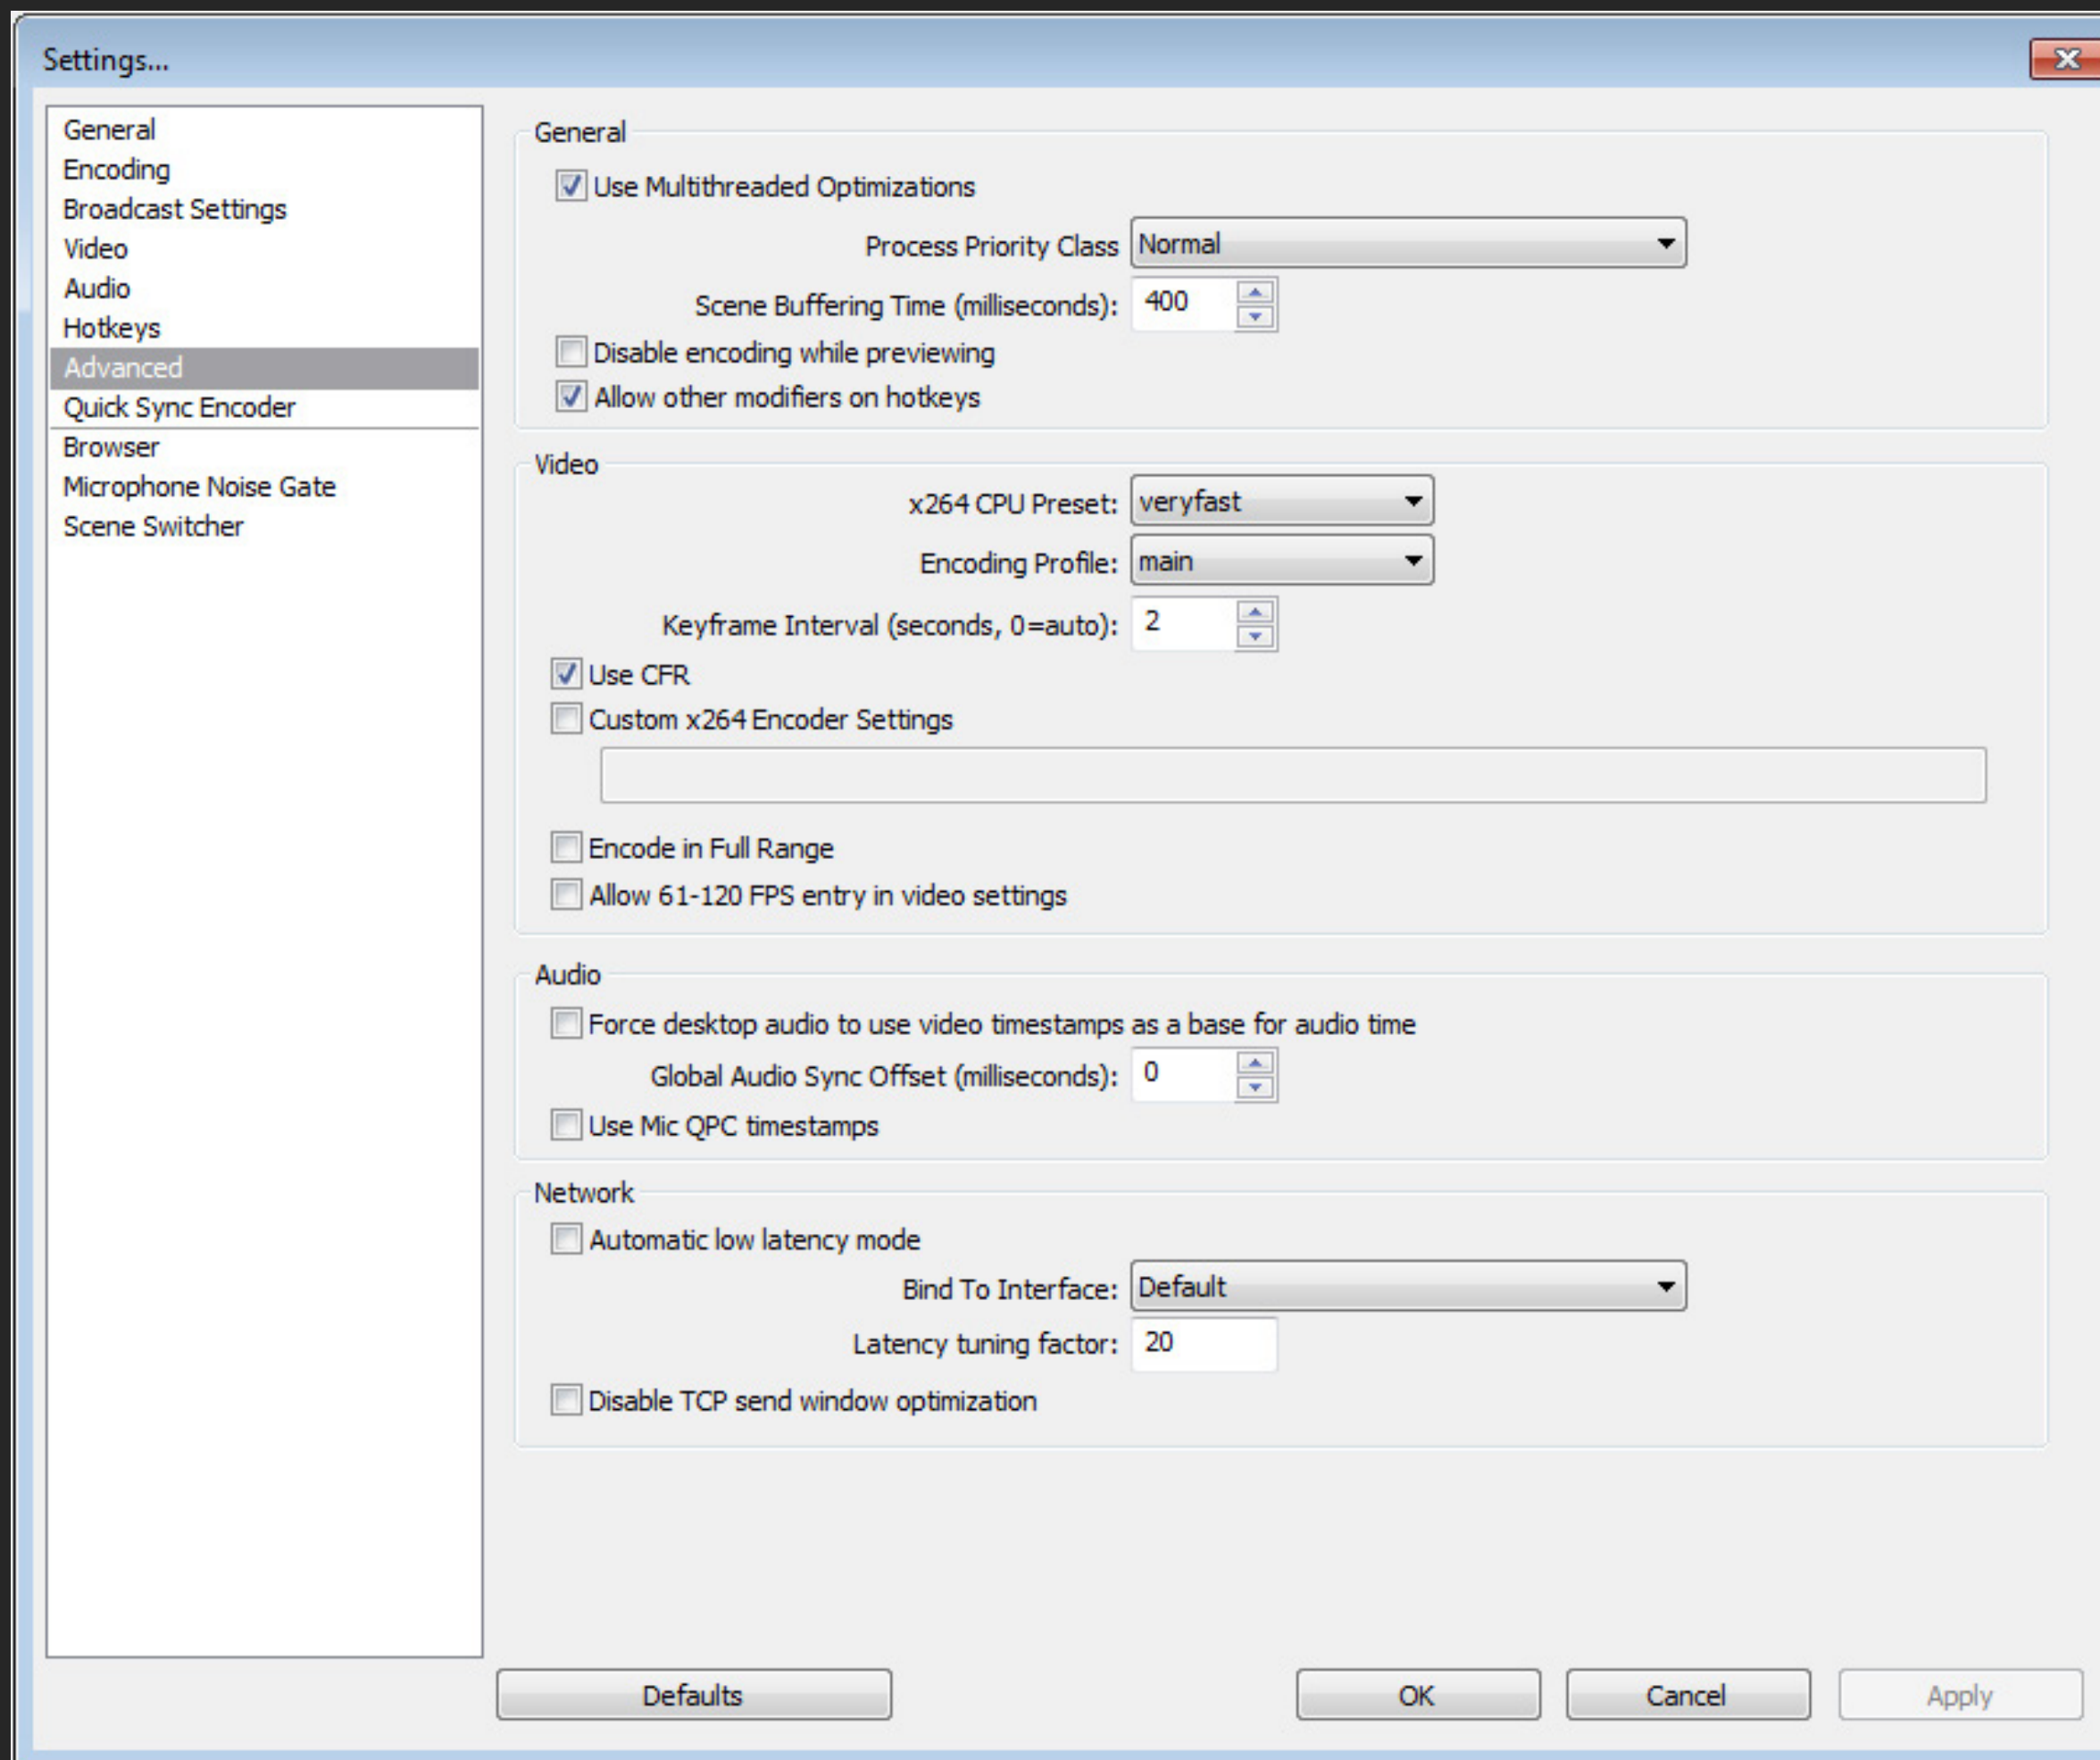 Settings...
General
Encoding
Broadcast Settings
Video
Audio
Hotkeys
Advanced
Quick Sync Encoder
Browser
Microphone Noise Gate
Scene Switcher
General
Use Multithreaded Optimizations
Process Priority Class Normal
Scene Buffering Time (milliseconds): 400
Disable encoding while previewing
Allow other modifiers on hotkeys
Video
x264 CPU Preset: veryfast
Encoding Profile: main
Keyframe Interval (seconds, 0=auto): 2
Use CFR
Custom x264 Encoder Settings
Encode in Full Range
Allow 61-120 FPS entry in video settings
Audio
Force desktop audio to use video timestamps as a base for audio time
Global Audio Sync Offset (milliseconds): 0
Use Mic QPC timestamps
Network
Automatic low latency mode
Bind To Interface: Default
Latency tuning factor: 20
Disable TCP send window optimization
Defaults OK Cancel Apply